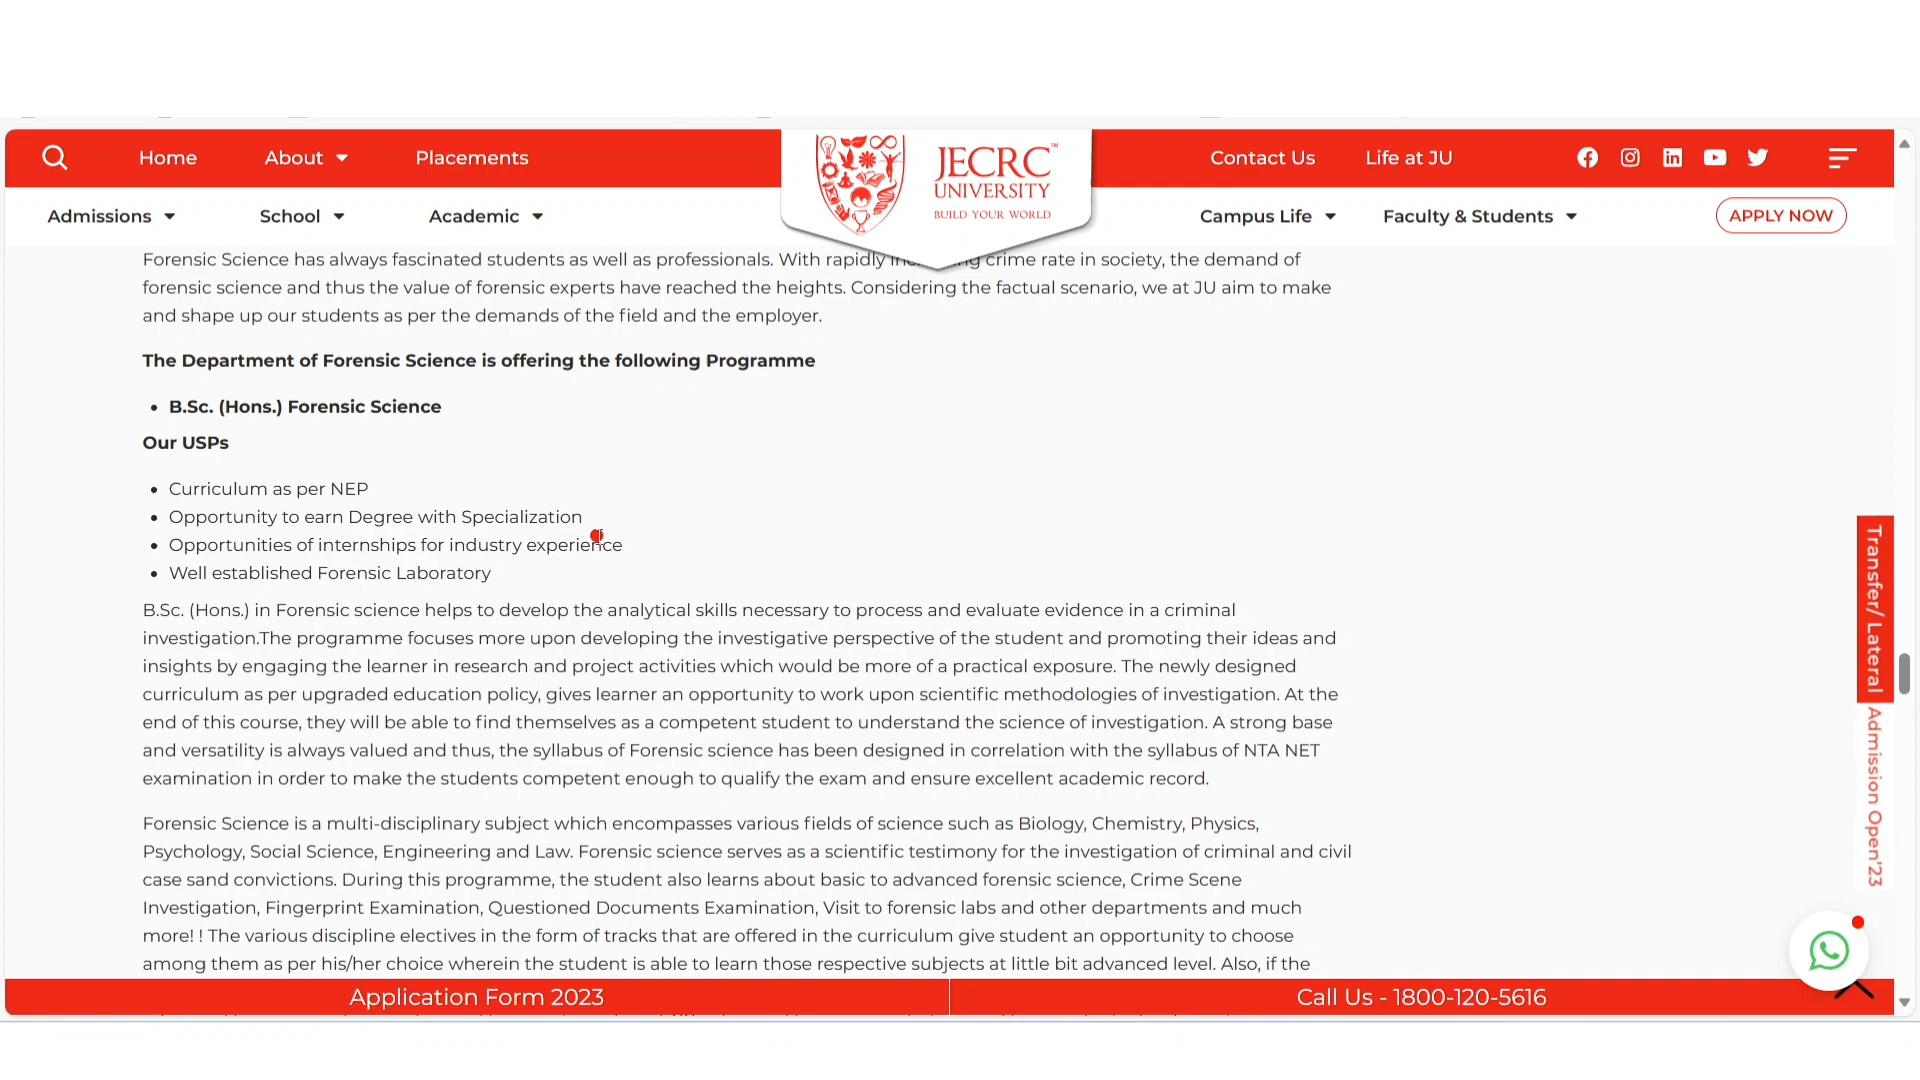 Home
About
Placements
JECRC™
UNIVERSITY
BUILD YOUR WORLD
Contact Us
Life at JU
Admissions
School
Academic
Campus Life
Faculty & Students
APPLY NOW
Forensic Science has always fascinated students as well as professionals. With rapidly crime rate in society, the demand of
forensic science and thus the value of forensic experts have reached the heights. Considering the factual scenario, we at JU aim to make
and shape up our students as per the demands of the field and the employer.
The Department of Forensic Science is offering the following Programme
• B.Sc. (Hons.) Forensic Science
Our USPs
• Curriculum as per NEP
• Opportunity to earn Degree with Specialization
• Opportunities of internships for industry experience
• Well established Forensic Laboratory
B.Sc. (Hons.) in Forensic science helps to develop the analytical skills necessary to process and evaluate evidence in a criminal
investigation.The programme focuses more upon developing the investigative perspective of the student and promoting their ideas and
insights by engaging the learner in research and project activities which would be more of a practical exposure. The newly designed
curriculum as per upgraded education policy, gives learner an opportunity to work upon scientific methodologies of investigation. At the
end of this course, they will be able to find themselves as a competent student to understand the science of investigation. A strong base
and versatility is always valued and thus, the syllabus of Forensic science has been designed in correlation with the syllabus of NTA NET
examination in order to make the students competent enough to qualify the exam and ensure excellent academic record.
Forensic Science is a multi-disciplinary subject which encompasses various fields of science such as Biology, Chemistry, Physics,
Psychology, Social Science, Engineering and Law. Forensic science serves as a scientific testimony for the investigation of criminal and civil
case sand convictions. During this programme, the student also learns about basic to advanced forensic science, Crime Scene
Investigation, Fingerprint Examination, Questioned Documents Examination, Visit to forensic labs and other departments and much
more! ! The various discipline electives in the form of tracks that are offered in the curriculum give student an opportunity to choose
among them as per his/her choice wherein the student is able to learn those respective subjects at little bit advanced level. Also, if the
Transfer/ Lateral
Admission Open'23
Application Form 2023
Call Us - 1800-120-5616